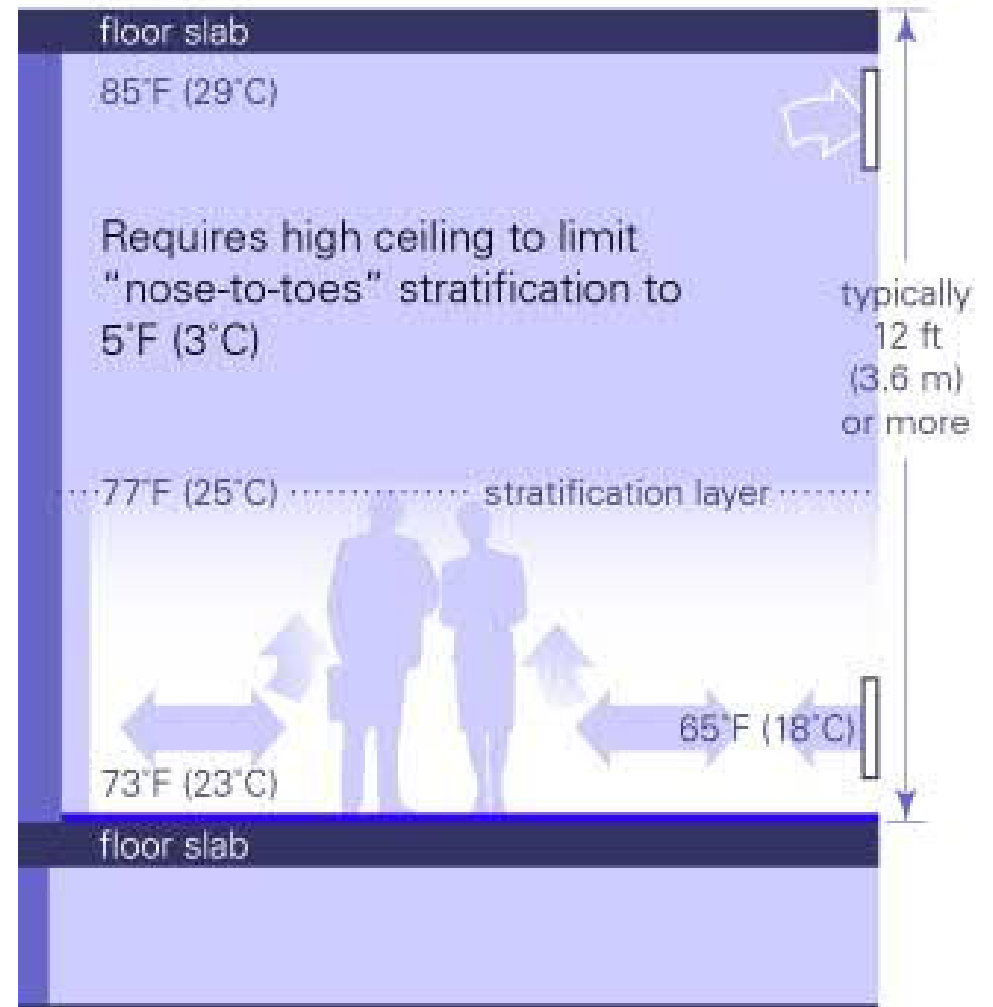 floor slab
85°F (29°C)
Requires high ceiling to limit
“nose-to-toes” stratification to
5°F (3°C)
typically
12 ft
(3.6 m)
or more
77°F (25°C)
stratification layer
65°F (18°C)
73°F (23°C)
floor slab